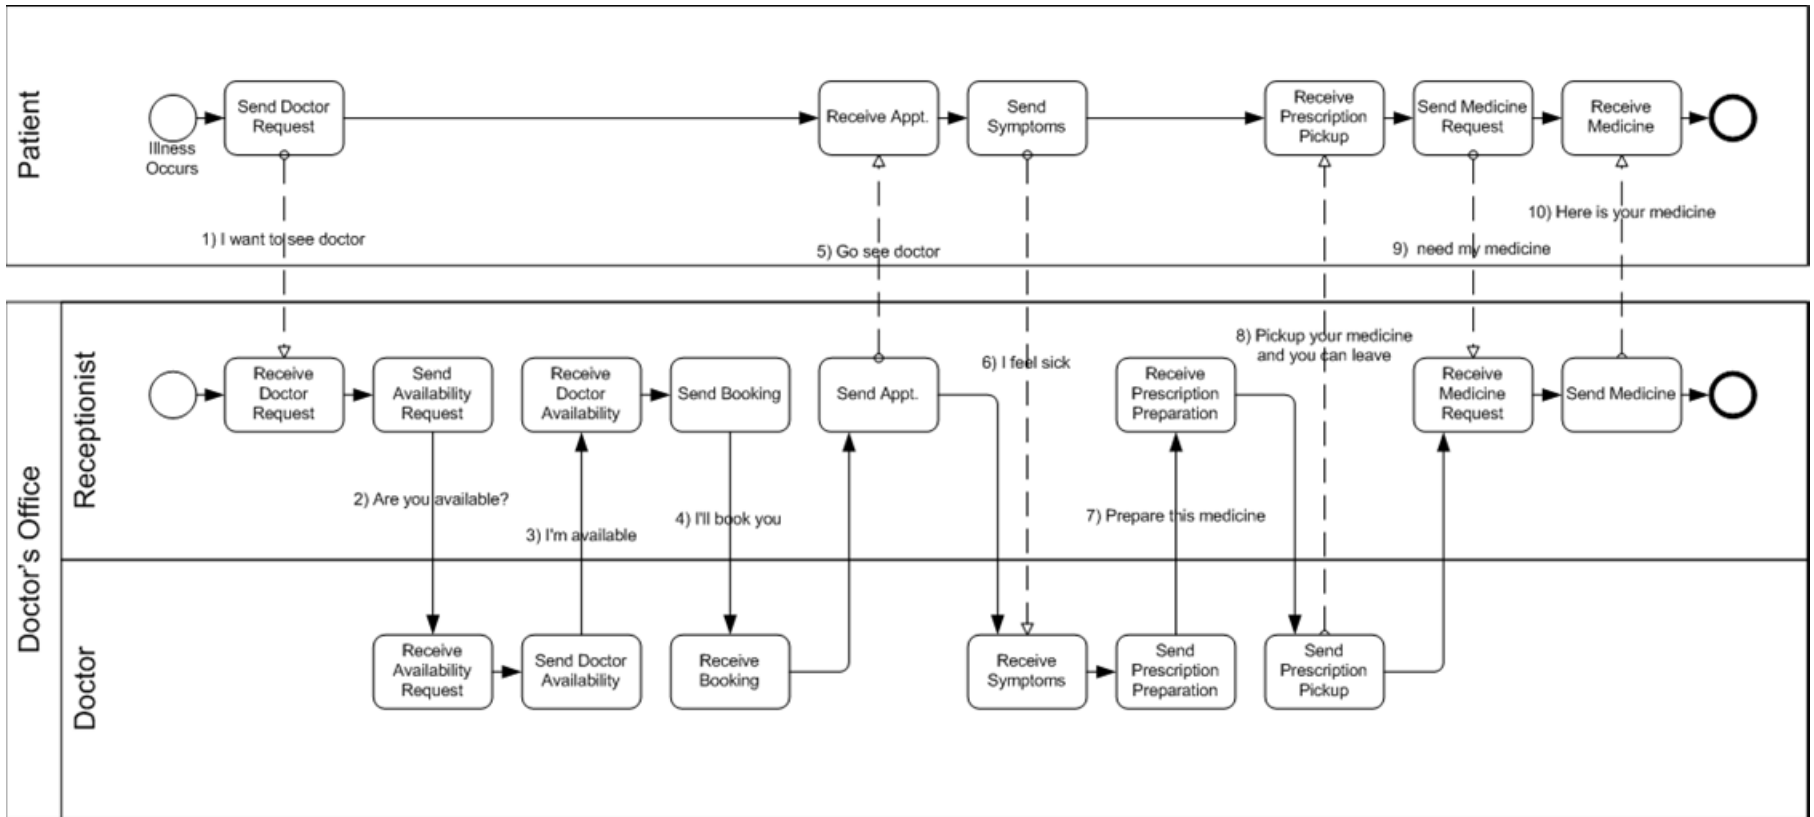 Patient
Illness
Occurs
Send Doctor
Request
Receive Appt.
Send
Symptoms
Receive
Prescription
Pickup
Send Medicine
Request
Receive
Medicine
1) I want to see doctor
5) Go see doctor
9)  need my medicine
10) Here is your medicine
Doctor's Office
Receptionist
Receive
Doctor
Request
Send
Availability
Request
Receive
Doctor
Availability
Send Booking
Send Appt.
6) I feel sick
Receive
Prescription
Preparation
8) Pickup your medicine
and you can leave
Receive
Medicine
Request
Send Medicine
2) Are you available?
3) I'm available
4) I'll book you
7) Prepare this medicine
Doctor
Receive
Availability
Request
Send Doctor
Availability
Receive
Booking
Receive
Symptoms
Send
Prescription
Preparation
Send
Prescription
Pickup